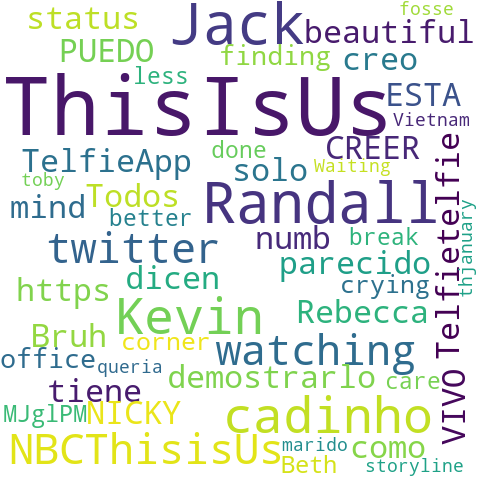 fosse
status Jack beautiful
PUEDO finding creo
less
ThisIsUs ESTA
Vietnam
TelfieApp done CREER
toby solo Waiting
mind Todos Randall
better
twitter numb break
parecido
https dicen crying
Kevin Rebecca
Bruh corner watching
office queria
tiene demostrarlo care
MJglPM NICKY cadinho
NBCThisisUs marido como
Beth storyline
VIVO Telfietelfie
thjanuary